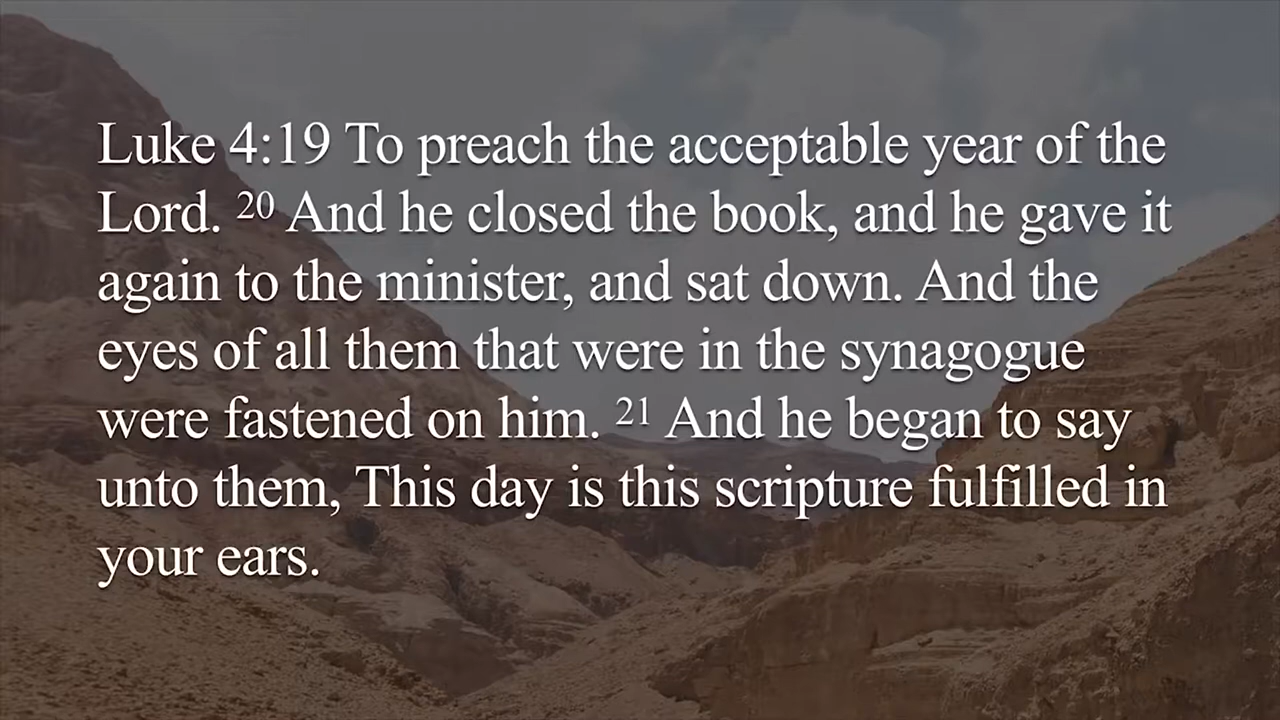 Luke 4:19 To preach the acceptable year of the
Lord. 20 And he closed the book, and he gave it
again to the minister, and sat down. And the
eyes of all them that were in the synagogue
were fastened on him. 21 And he began to say
unto them, This day is this scripture fulfilled in
your ears.